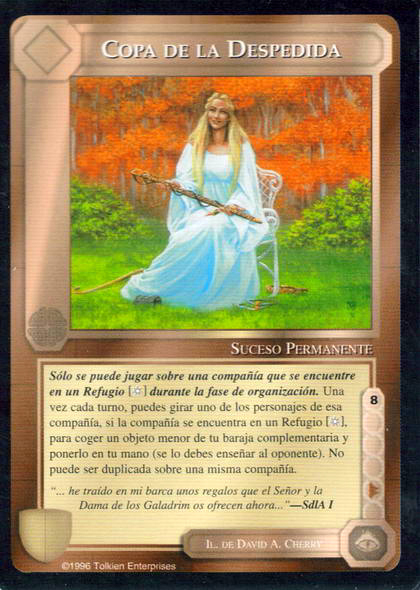 Copa de la Despedida
Suceso Permanente
Sólo se puede jugar sobre una compañía que se encuentre
en un Refugio [☼] durante la fase de organización. Una
vez cada turno, puedes girar uno de los personajes de esa
compañía, si la compañía se encuentra en un Refugio [☼],
para coger un objeto menor de tu baraja complementaria y
ponerlo en tu mano (se lo debes enseñar al oponente). No
puede ser duplicada sobre una misma compañía.
8
“... he traído en mi barca unos regalos que el Señor y la
Dama de los Galadrim os ofrecen ahora...”—SdlA I
Il. de David A. Cherry
©1996 Tolkien Enterprises